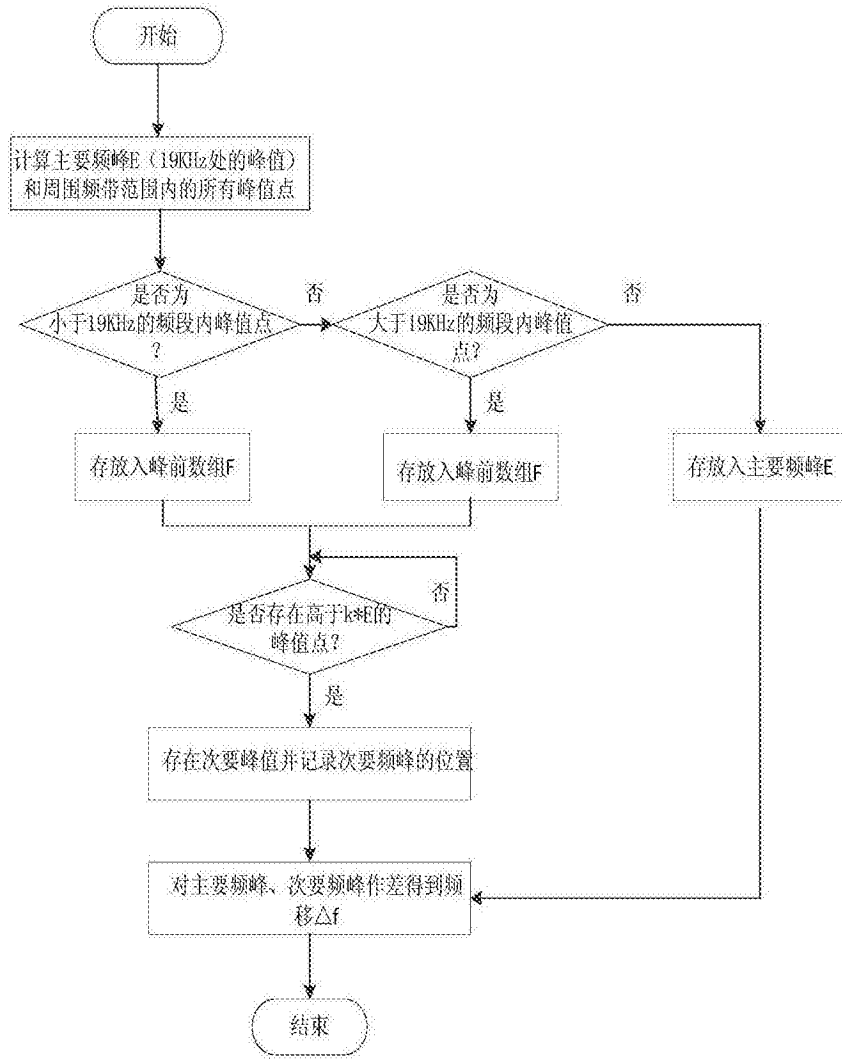 开始
计算主要频峰E（19KHz处的峰值）
和周围频带范围内的所有峰值点
是否为
小于19KHz的频段内峰值点
？
否
是否为
大于19KHz的频段内峰值
点？
否
是
是
存放入峰前数组F
存放入峰前数组F
存放入主要频峰E
否
是否存在高于k*E的
峰值点？
是
存在次要峰值并记录次要频峰的位置
对主要频峰、次要频峰作差得到频
移△f
结束